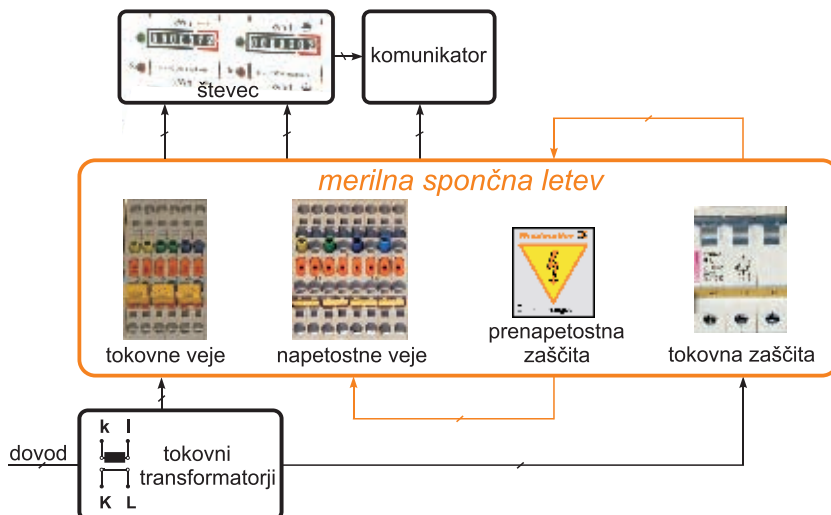 števec
komunikator
merilna spončna letev
tokovne veje
napetostne veje
prenapetostna
zaščita
tokovna zaščita
dovod
k l
tokovni
transformatorji
K L